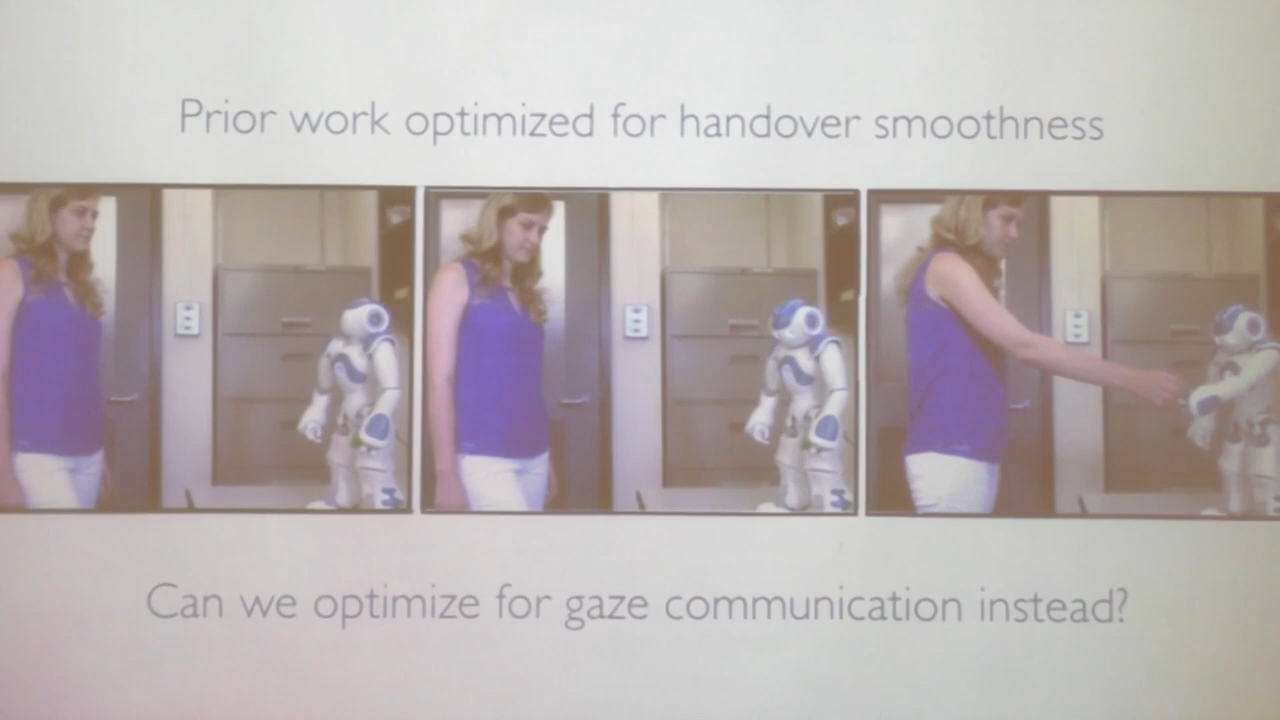 Prior work optimized for handover smoothness
Can we optimize for gaze communication instead?